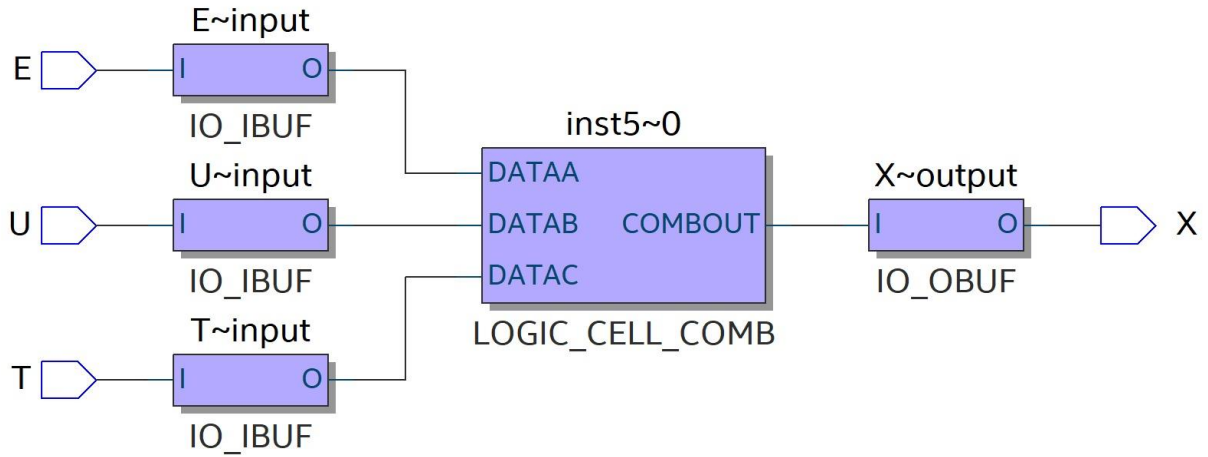 E~input
E
I O
IO_IBUF
U~input
U
I O
IO_IBUF
T~input
T
I O
IO_IBUF
inst5~0
DATAA
DATAB COMBOUT
DATAC
LOGIC_CELL_COMB
X~output
I O
IO_OBUF
X